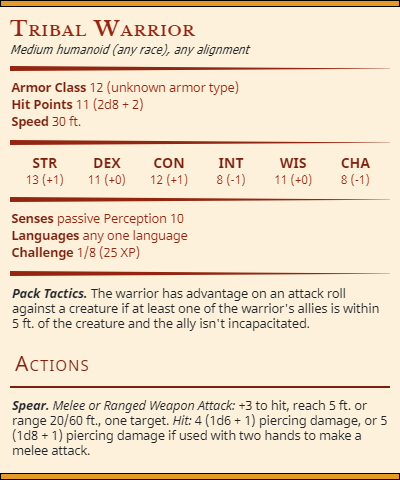 Tribal Warrior
Medium humanoid (any race), any alignment
Armor Class 12 (unknown armor type)
Hit Points 11 (2d8 + 2)
Speed 30 ft.
STR DEX CON INT WIS CHA
13 (+1) 11 (+0) 12 (+1) 8 (-1) 11 (+0) 8 (-1)
Senses passive Perception 10
Languages any one language
Challenge 1/8 (25 XP)
Pack Tactics. The warrior has advantage on an attack roll
against a creature if at least one of the warrior's allies is within
5 ft. of the creature and the ally isn't incapacitated.
Actions
Spear. Melee or Ranged Weapon Attack: +3 to hit, reach 5 ft. or
range 20/60 ft., one target. Hit: 4 (1d6 + 1) piercing damage, or 5
(1d8 + 1) piercing damage if used with two hands to make a
melee attack.